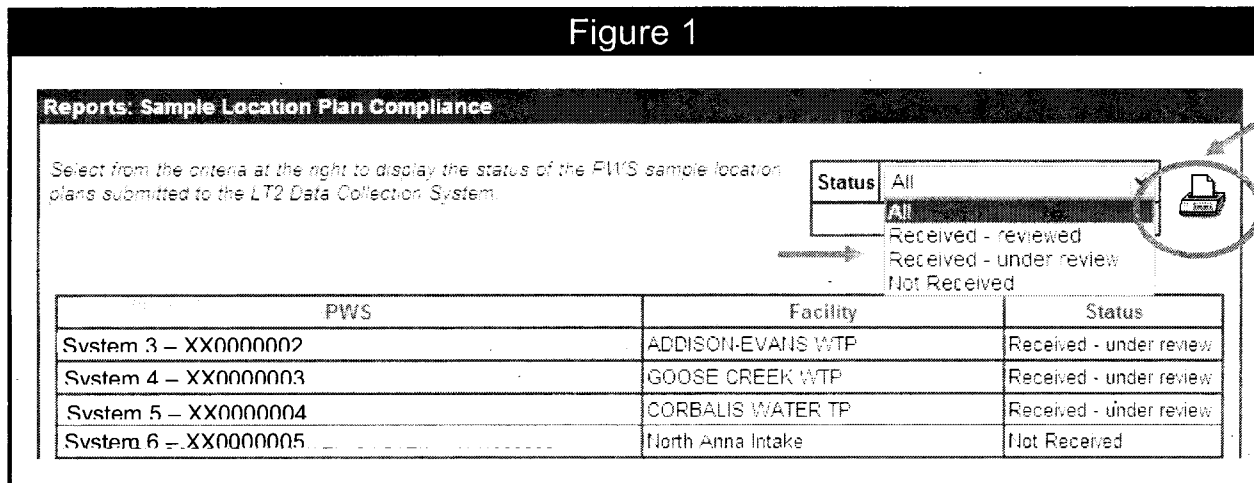 Figure 1
Reports: Sample Location Plan Compliance
Select from the criteria at the right to display the status of the PWS sample location
plans submitted to the LT2 Data Collection System.
Status All
All
Received - reviewed
Received - under review
Not Received
PWS Facility Status
System 3 – XX0000002 ADDISON-EVANS WTP Received - under review
System 4 – XX0000003 GOOSE CREEK WTP Received - under review
System 5 – XX0000004 CORBALIS WATER TP Received - under review
System 6 – XX0000005 North Anna Intake Not Received